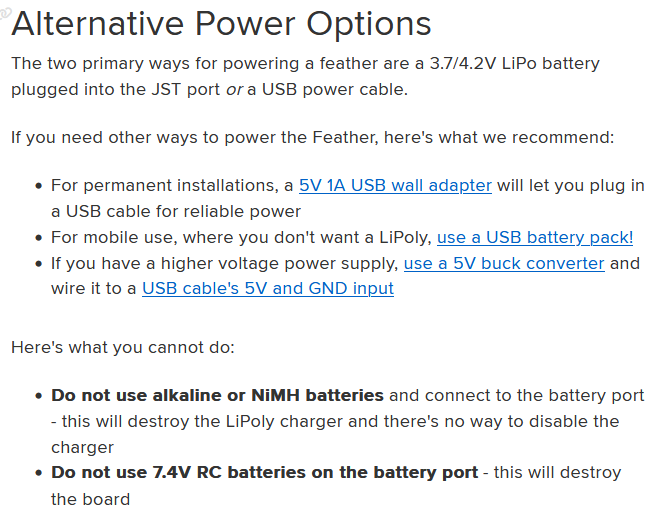 Alternative Power Options
The two primary ways for powering a feather are a 3.7/4.2V LiPo battery
plugged into the JST port or a USB power cable.
If you need other ways to power the Feather, here's what we recommend:
• For permanent installations, a 5V 1A USB wall adapter will let you plug in
a USB cable for reliable power
• For mobile use, where you don't want a LiPoly, use a USB battery pack!
• If you have a higher voltage power supply, use a 5V buck converter and
wire it to a USB cable's 5V and GND input
Here's what you cannot do:
• Do not use alkaline or NiMH batteries and connect to the battery port
- this will destroy the LiPoly charger and there's no way to disable the
charger
• Do not use 7.4V RC batteries on the battery port - this will destroy
the board